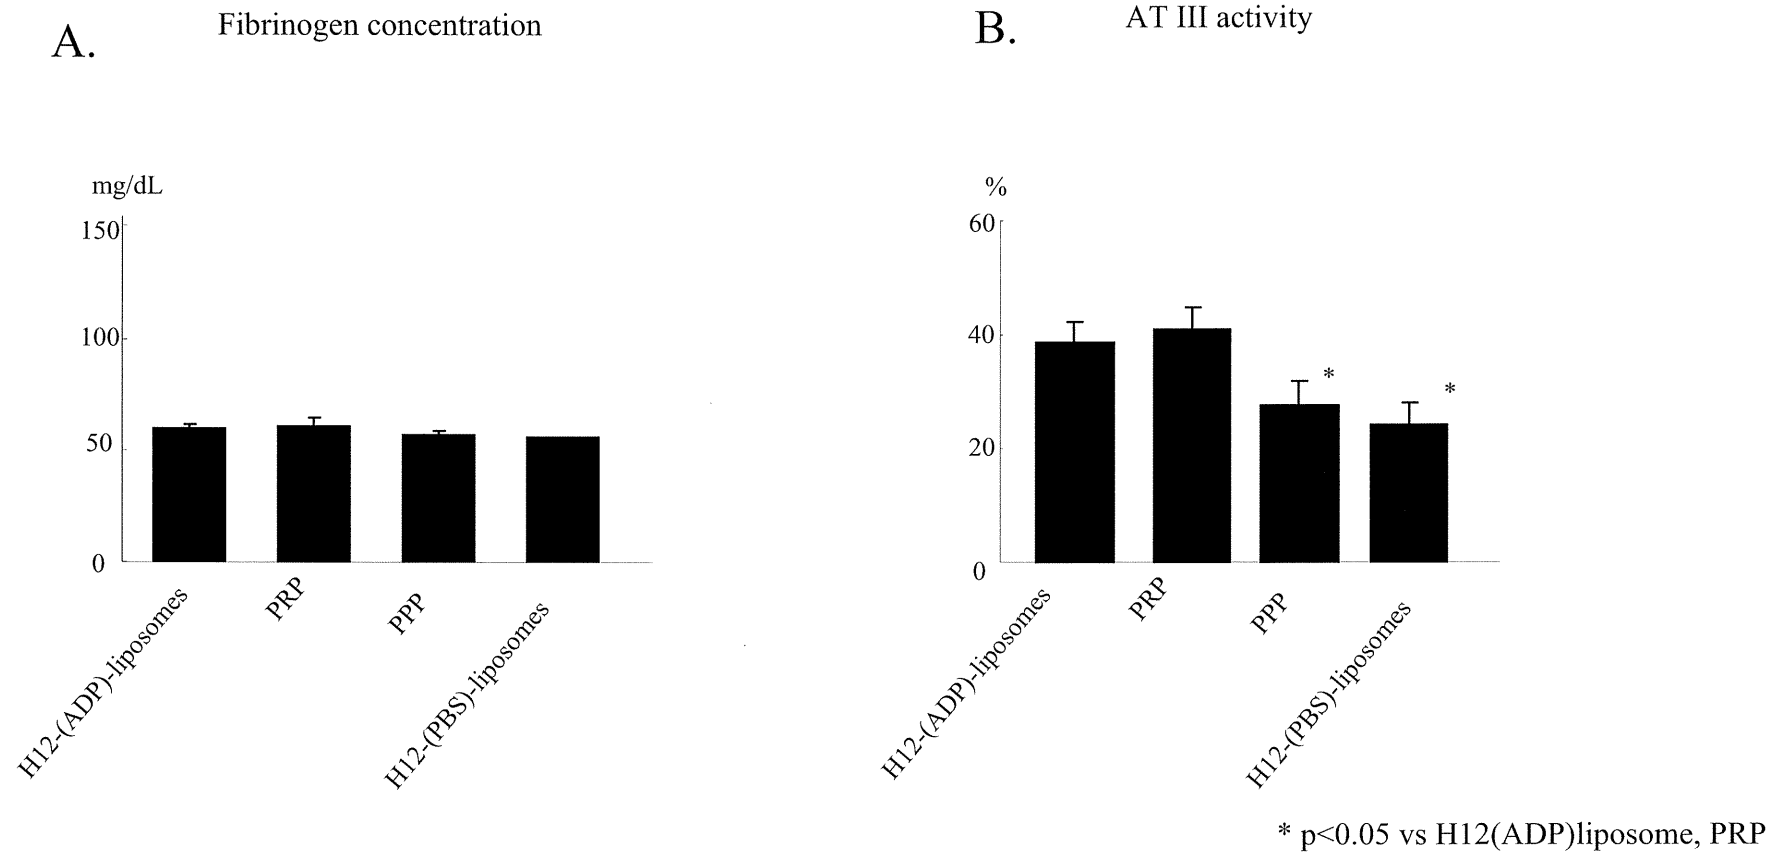 A.
Fibrinogen concentration
mg/dL
150
100
50
0
H12-(ADP)-liposomes
PRP
PPP
H12-(PBS)-liposomes
B.
AT III activity
%
60
40
20
0
*
*
H12-(ADP)-liposomes
PRP
PPP
H12-(PBS)-liposomes
* p<0.05 vs H12(ADP)liposome, PRP